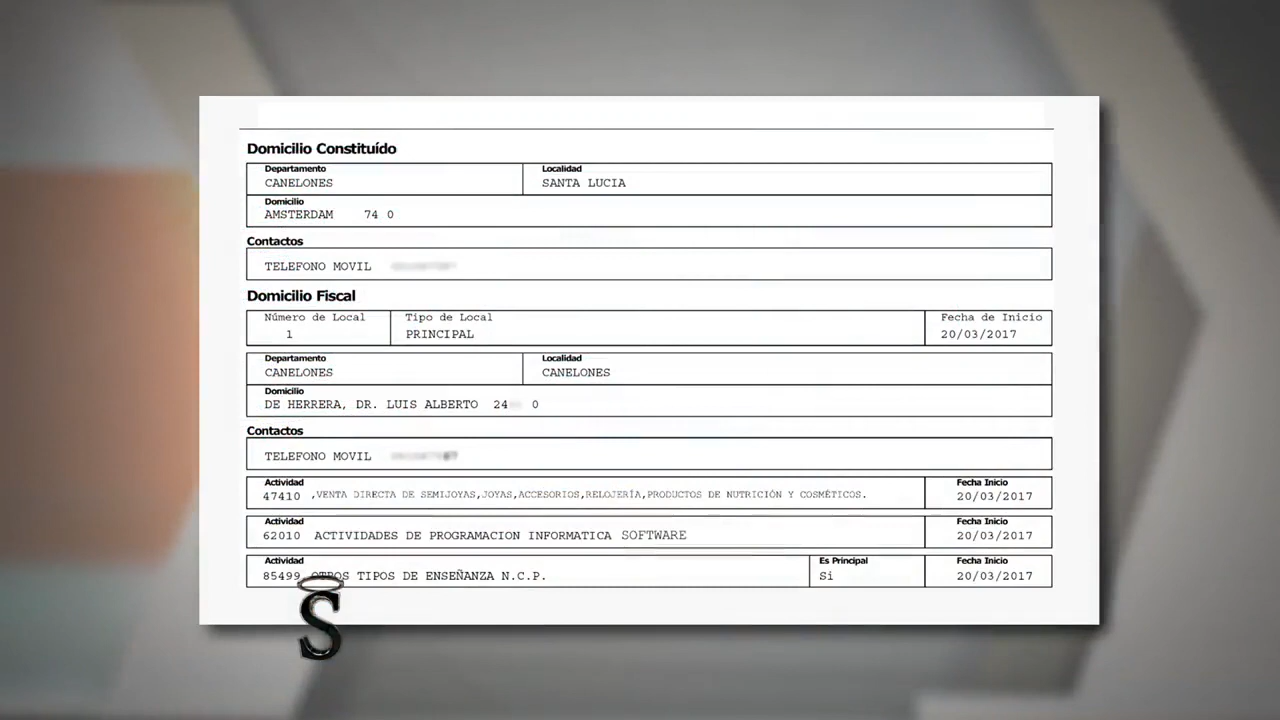 Domicilio Constituído
Departamento Localidad
CANELONES SANTA LUCIA
Domicilio
AMSTERDAM 74 0
Contactos
TELEFONO MOVIL
Domicilio Fiscal
Número de Local Tipo de Local Fecha de Inicio
1 PRINCIPAL 20/03/2017
Departamento Localidad
CANELONES CANELONES
Domicilio
DE HERRERA, DR. LUIS ALBERTO 24 0
Contactos
TELEFONO MOVIL
Actividad Fecha Inicio
47410 ,VENTA DIRECTA DE SEMIJOYAS,JOYAS,ACCESORIOS,RELOJERÍA,PRODUCTOS DE NUTRICIÓN Y COSMÉTICOS. 20/03/2017
Actividad Fecha Inicio
62010 ACTIVIDADES DE PROGRAMACION INFORMATICA SOFTWARE 20/03/2017
Actividad Es Principal Fecha Inicio
85499 OTROS TIPOS DE ENSEÑANZA N.C.P. Si 20/03/2017
S